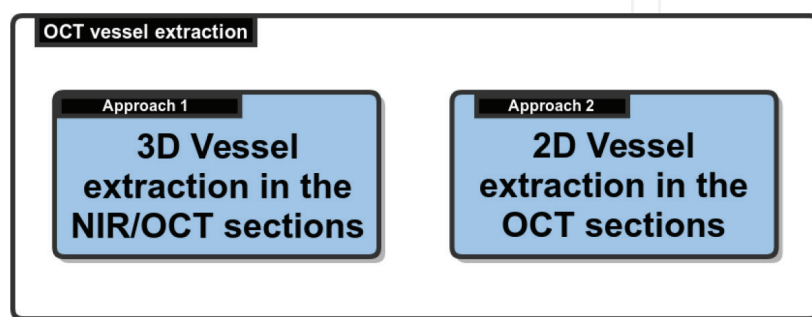 OCT vessel extraction
Approach 1
3D Vessel
extraction in the
NIR/OCT sections
Approach 2
2D Vessel
extraction in the
OCT sections